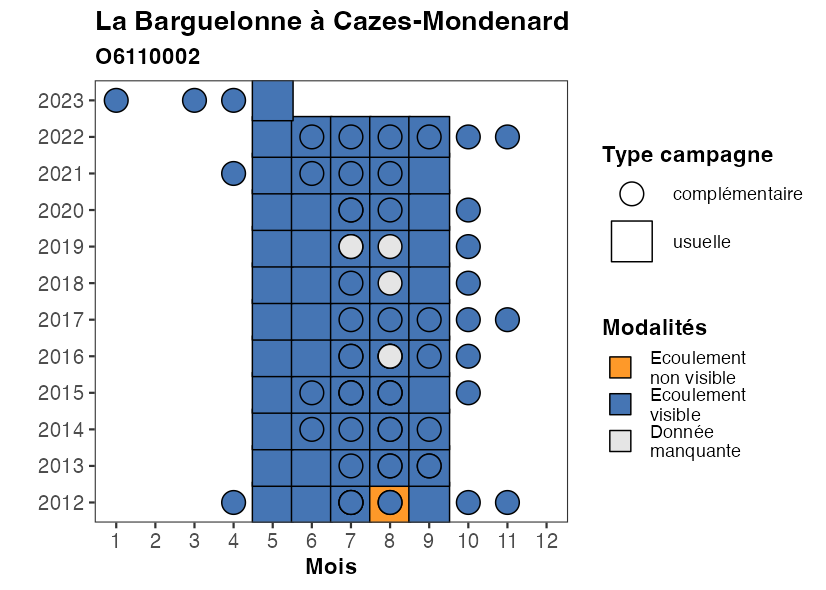 La Barguelonne à Cazes-Mondenard
O6110002
2023
2022
2021
2020
2019
2018
2017
2016
2015
2014
2013
2012
1 2 3 4 5 6 7 8 9 10 11 12
Mois
Type campagne
complémentaire
usuelle
Modalités
Ecoulement
non visible
Ecoulement
visible
Donnée
manquante